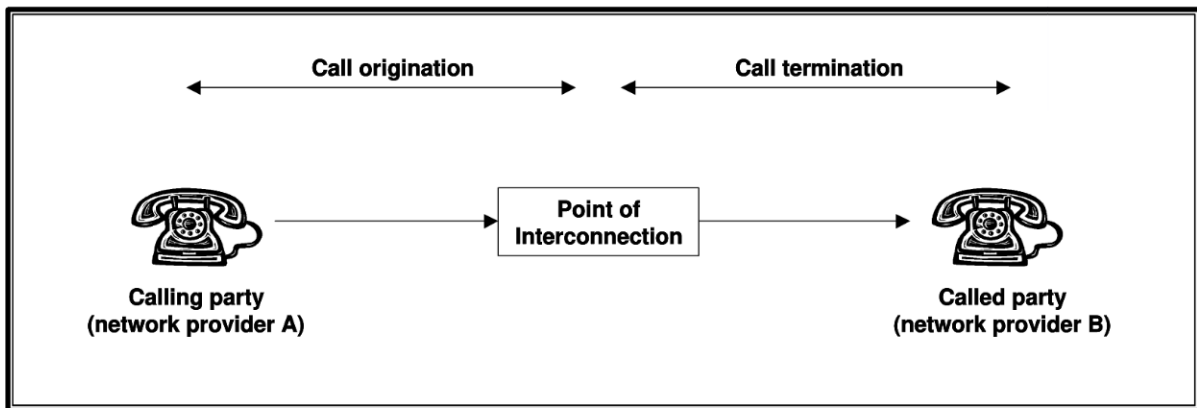 Call origination
Call termination
Point of
Interconnection
Calling party
(network provider A)
Called party
(network provider B)